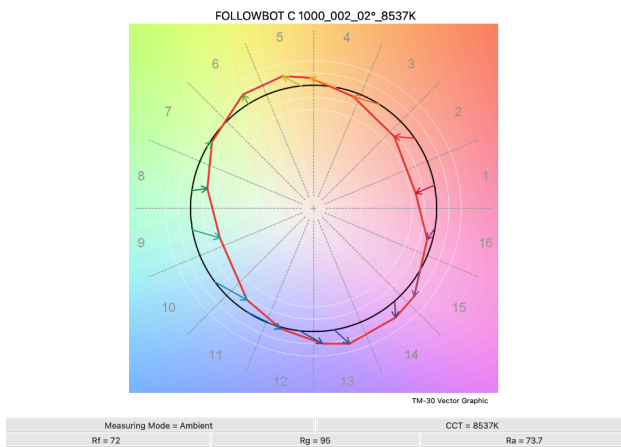 FOLLOWBOT C 1000_002_02°_8537K
5
4
6
3
7
2
8
1
9
16
10
15
11
14
12
13
TM-30 Vector Graphic
Measuring Mode = Ambient
CCT = 8537K
Rf = 72
Rg = 95
Ra = 73.7